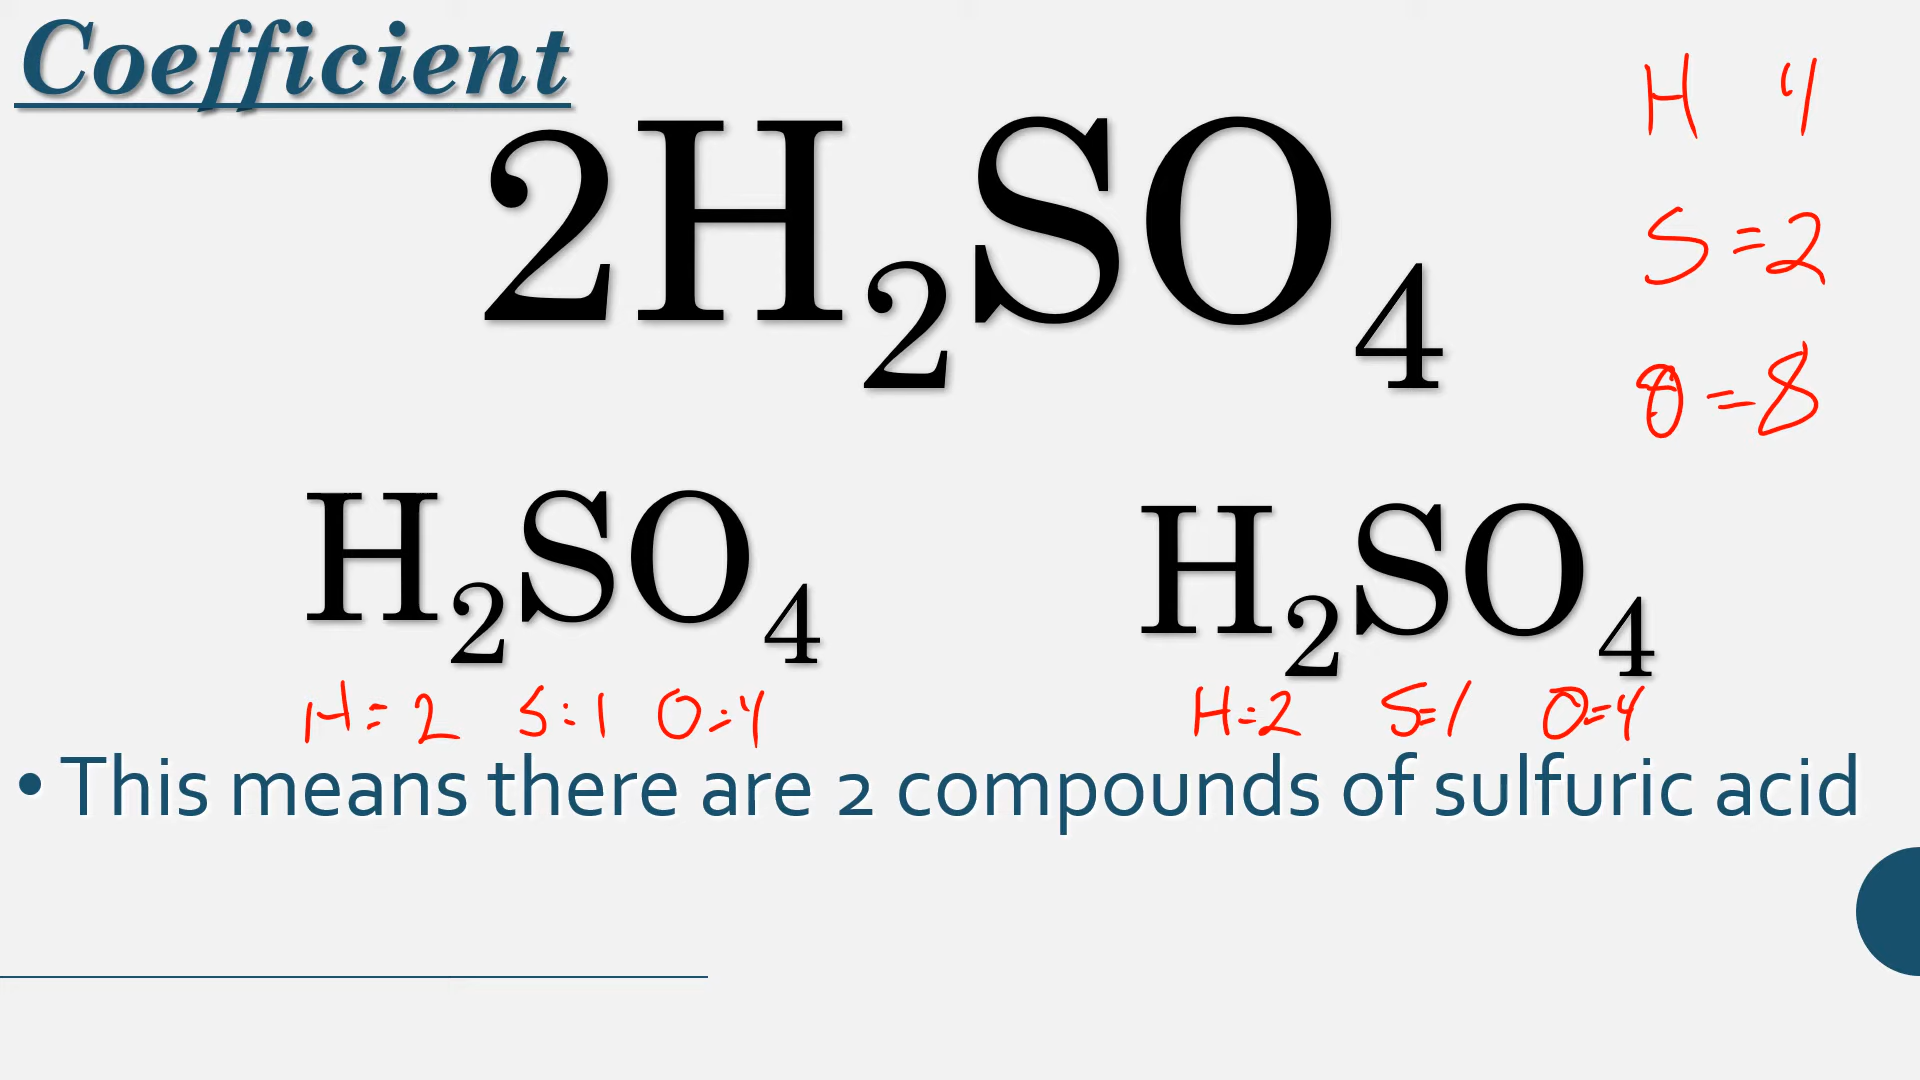 Coefficient
2H₂SO₄
H 4
S = 2
O = 8
H₂SO₄ H₂SO₄
H = 2 S = 1 O = 4 H = 2 S = 1 O = 4
• This means there are 2 compounds of sulfuric acid